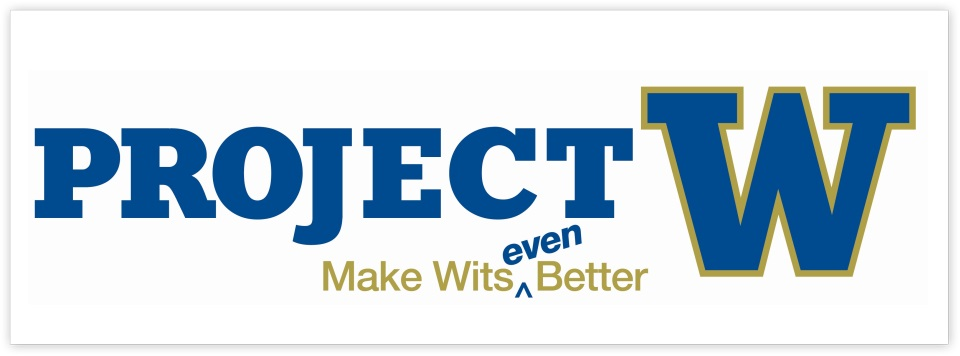 PROJECT W
even
Make Wits ^ Better